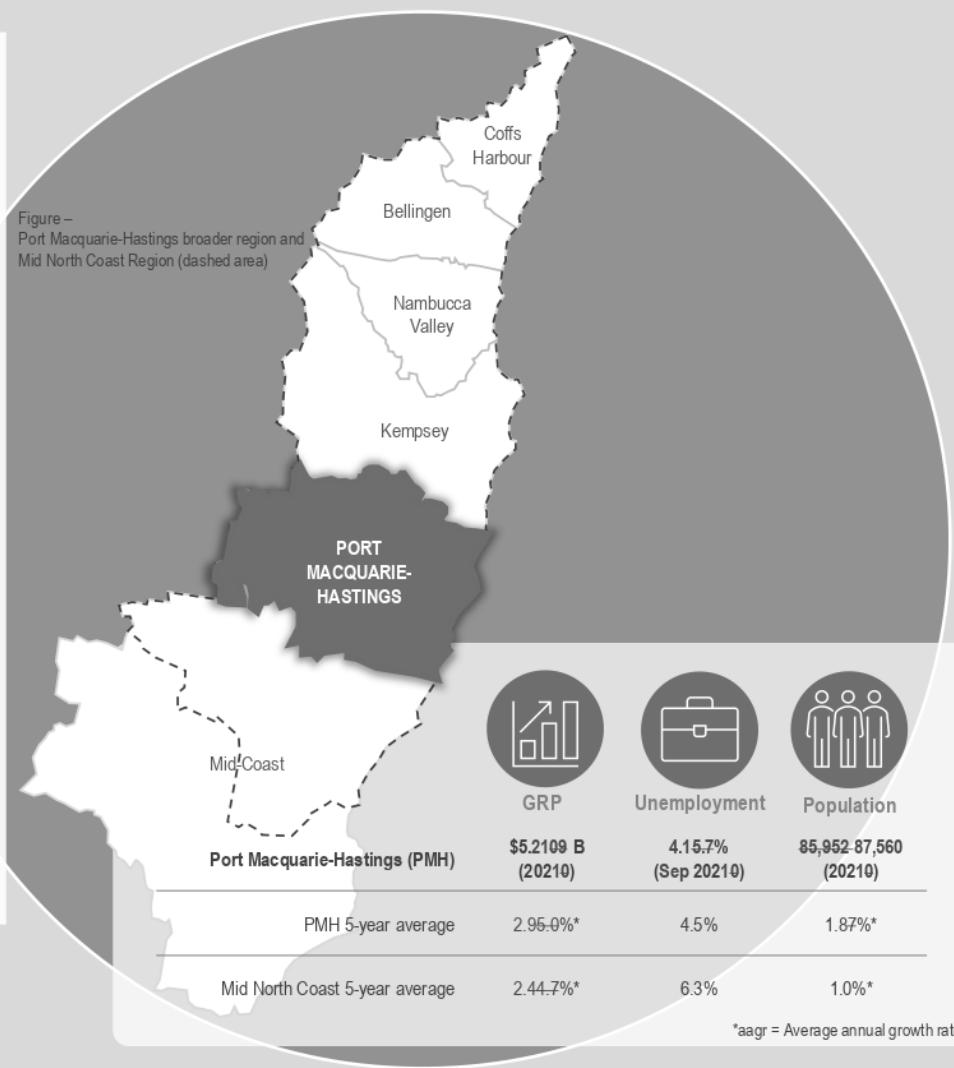 Coffs
Harbour
Bellingen
Figure –
Port Macquarie-Hastings broader region and
Mid North Coast Region (dashed area)
Nambucca
Valley
Kempsey
PORT
MACQUARIE-
HASTINGS
Mid-Coast
GRP Unemployment Population
Port Macquarie-Hastings (PMH) $5.2109 B 4.15.7% 85,952 87,560
(20210) (Sep 20210) (20210)
PMH 5-year average 2.95.0%* 4.5% 1.87%*
Mid North Coast 5-year average 2.44.7%* 6.3% 1.0%*
*aagr = Average annual growth rat